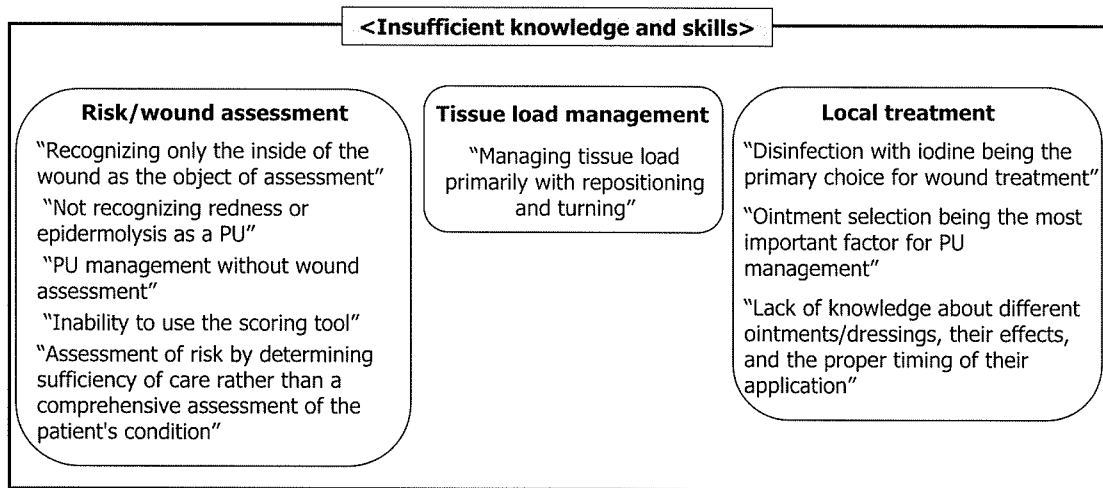 <Insufficient knowledge and skills>
Risk/wound assessment
“Recognizing only the inside of the
wound as the object of assessment”
“Not recognizing redness or
epidermolysis as a PU”
“PU management without wound
assessment”
“Inability to use the scoring tool”
“Assessment of risk by determining
sufficiency of care rather than a
comprehensive assessment of the
patient's condition”
Tissue load management
“Managing tissue load
primarily with repositioning
and turning”
Local treatment
“Disinfection with iodine being the
primary choice for wound treatment”
“Ointment selection being the most
important factor for PU
management”
“Lack of knowledge about different
ointments/dressings, their effects,
and the proper timing of their
application”